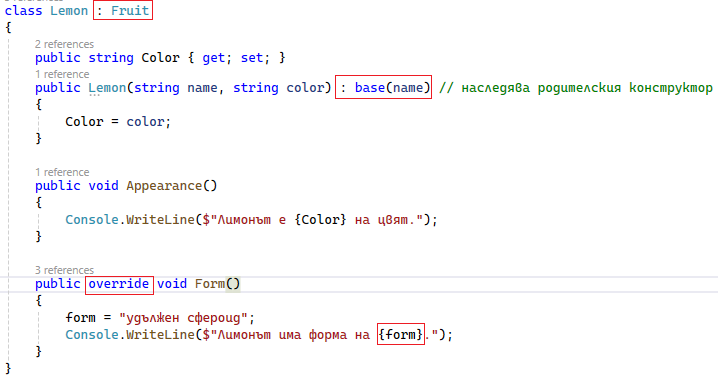 class Lemon : Fruit
{
2 references
public string Color { get; set; }
1 reference
public Lemon(string name, string color) : base(name) // наследява родителския конструктор
{
Color = color;
}
1 reference
public void Appearance()
{
Console.WriteLine($"Лимонът е {Color} на цвят.");
}
3 references
public override void Form()
{
form = "удължен сфероид";
Console.WriteLine($"Лимонът има форма на {form}.");
}
}